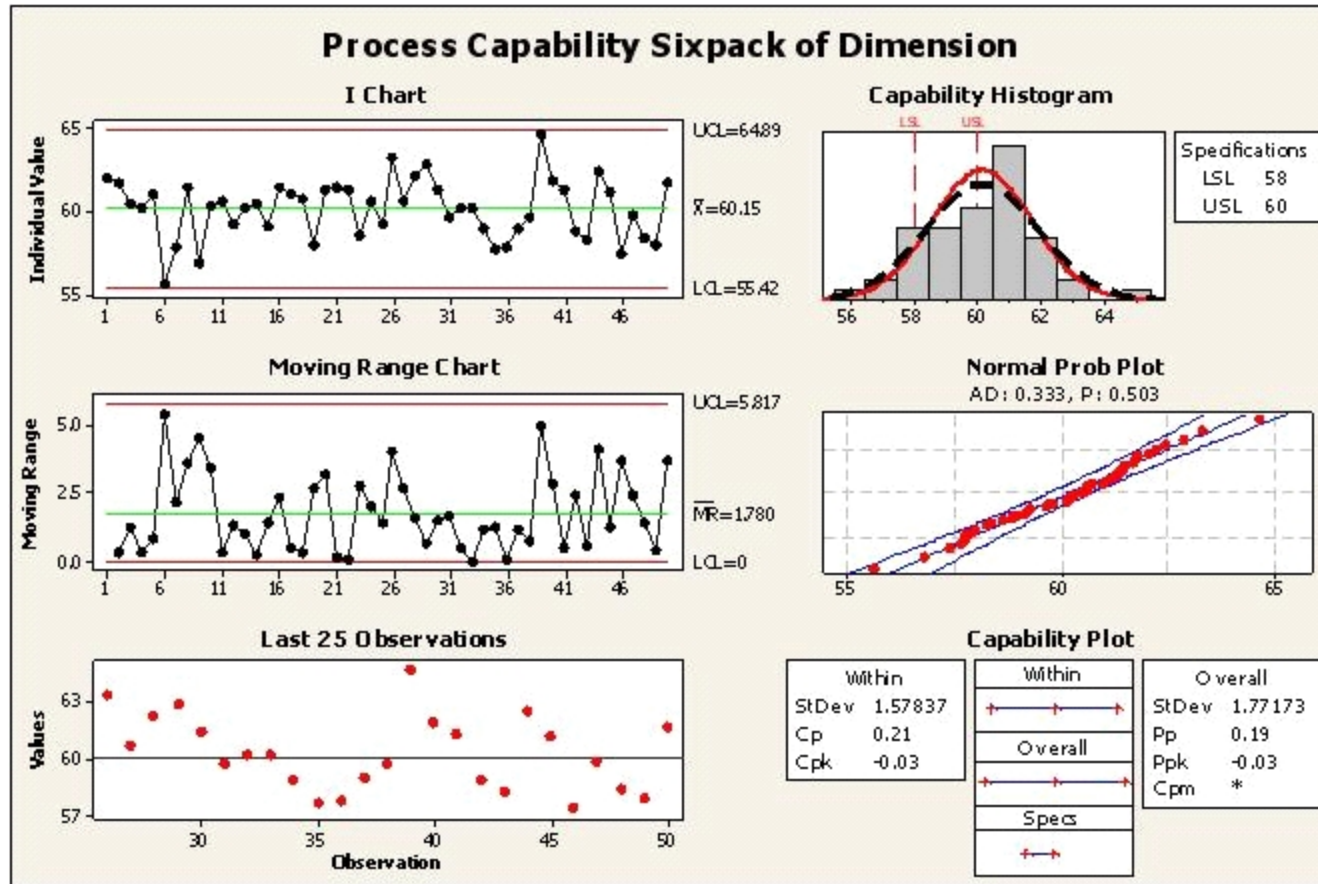 Process Capability Sixpack of Dimension
I Chart
Individual Value
65
60
55
1 6 11 16 21 26 31 36 41 46
UCL=64.89
X̄=60.15
LCL=55.42
Capability Histogram
LSL USL
56 58 60 62 64
Specifications
LSL 58
USL 60
Moving Range Chart
Moving Range
5.0
2.5
0.0
1 6 11 16 21 26 31 36 41 46
UCL=5.817
M̅R̅=1.780
LCL=0
Normal Prob Plot
AD: 0.333, P: 0.503
55 60 65
Last 25 Observations
Values
63
60
57
30 35 40 45 50
Observation
Capability Plot
Within
StDev 1.57837
Cp 0.21
Cpk -0.03
Within
Overall
Specs
Overall
StDev 1.77173
Pp 0.19
Ppk -0.03
Cpm *